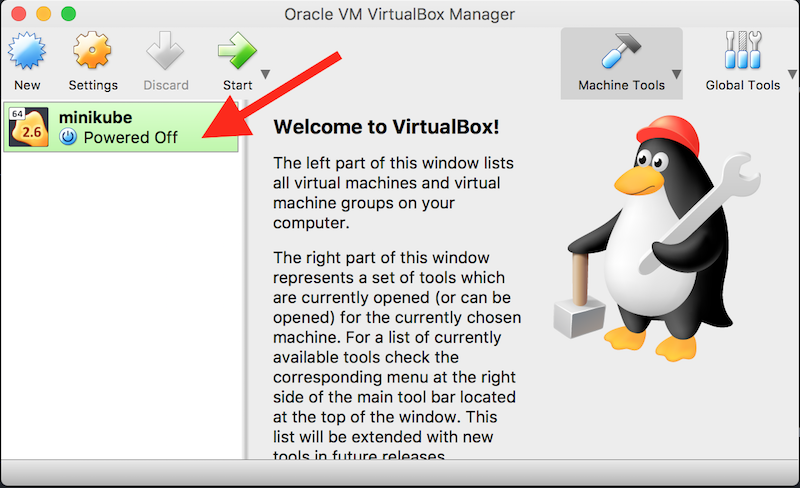 Oracle VM VirtualBox Manager
New
Settings
Discard
Start
Machine Tools
Global Tools
64
2.6
minikube
Powered Off
Welcome to VirtualBox!
The left part of this window lists
all virtual machines and virtual
machine groups on your
computer.
The right part of this window
represents a set of tools which
are currently opened (or can be
opened) for the currently chosen
machine. For a list of currently
available tools check the
corresponding menu at the right
side of the main tool bar located
at the top of the window. This
list will be extended with new
tools in future releases.